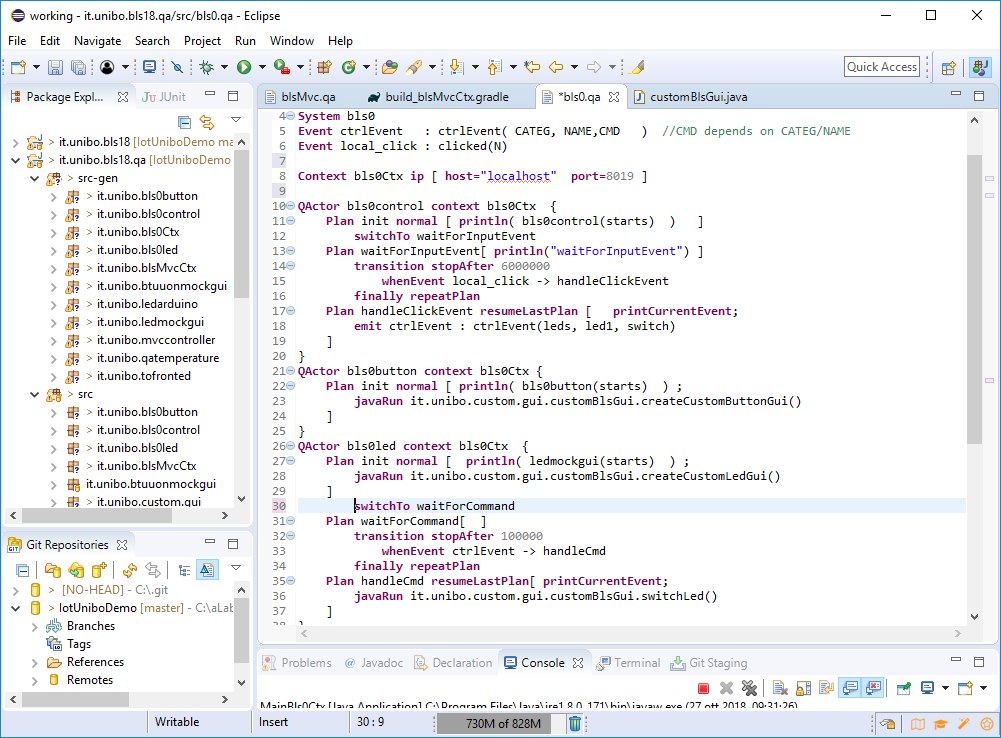 working - it.unibo.bls18.qa/src/bls0.qa - Eclipse
File Edit Navigate Search Project Run Window Help
Quick Access
Package Expl... JUnit
> it.unibo.bls18 [IotUniboDemo ma
> it.unibo.bls18.qa [IotUniboDemo
> src-gen
> it.unibo.bls0button
> it.unibo.bls0control
> it.unibo.bls0Ctx
> it.unibo.bls0led
> it.unibo.blsMvcCtx
> it.unibo.btuuonmockgui
> it.unibo.ledarduino
> it.unibo.ledmockgui
> it.unibo.mvccontroller
> it.unibo.qatemperature
> it.unibo.tofronted
> src
> it.unibo.bls0button
> it.unibo.bls0control
> it.unibo.bls0led
> it.unibo.blsMvcCtx
it.unibo.btuuonmockgui
> it.unibo.custom.gui
Git Repositories
> [NO-HEAD] - C:\.git
> IotUniboDemo [master] - C:\aLab
Branches
Tags
References
Remotes
blsMvc.qa build_blsMvcCtx.gradle *bls0.qa customBlsGui.java
4 System bls0
5 Event ctrlEvent : ctrlEvent( CATEG, NAME,CMD ) //CMD depends on CATEG/NAME
6 Event local_click : clicked(N)
7
8 Context bls0Ctx ip [ host="localhost" port=8019 ]
9
10 QActor bls0control context bls0Ctx {
11 Plan init normal [ println( bls0control(starts) ) ]
12 switchTo waitForInputEvent
13 Plan waitForInputEvent[ println("waitForInputEvent") ]
14 transition stopAfter 6000000
15 whenEvent local_click -> handleClickEvent
16 finally repeatPlan
17 Plan handleClickEvent resumeLastPlan [ printCurrentEvent;
18 emit ctrlEvent : ctrlEvent(leds, led1, switch)
19 ]
20 }
21 QActor bls0button context bls0Ctx {
22 Plan init normal [ println( bls0button(starts) ) ;
23 javaRun it.unibo.custom.gui.customBlsGui.createCustomButtonGui()
24 ]
25 }
26 QActor bls0led context bls0Ctx {
27 Plan init normal [ println( ledmockgui(starts) ) ;
28 javaRun it.unibo.custom.gui.customBlsGui.createCustomLedGui()
29 ]
30 switchTo waitForCommand
31 Plan waitForCommand[ ]
32 transition stopAfter 100000
33 whenEvent ctrlEvent -> handleCmd
34 finally repeatPlan
35 Plan handleCmd resumeLastPlan[ printCurrentEvent;
36 javaRun it.unibo.custom.gui.customBlsGui.switchLed()
37 ]
38 }
Problems Javadoc Declaration Console Terminal Git Staging
MainBls0Ctx [Java Application] C:\Program Files\Java\jre1.8.0_171\bin\javaw.exe (27 ott 2018, 09:31:26)
Writable Insert 30 : 9 730M of 828M